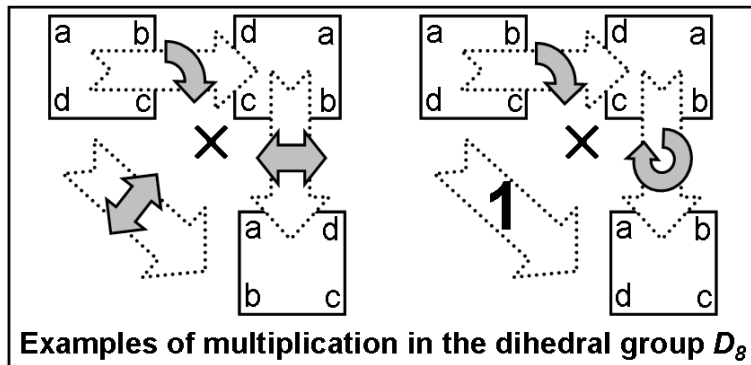 a b d a a b d a
d c c b d c c b
× ×
1
a d a b
b c d c
Examples of multiplication in the dihedral group D₈